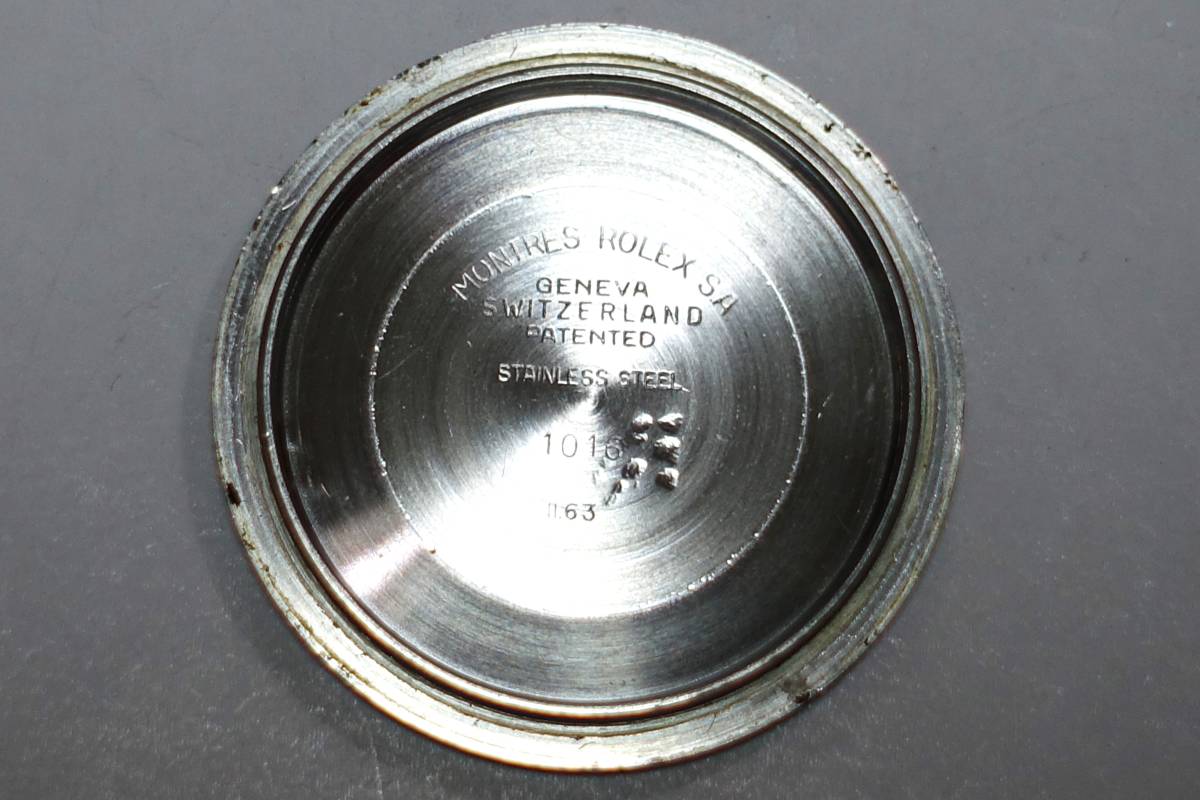 MONTRES ROLEX SA
GENEVA
SWITZERLAND
PATENTED
STAINLESS STEEL
1016
II.63